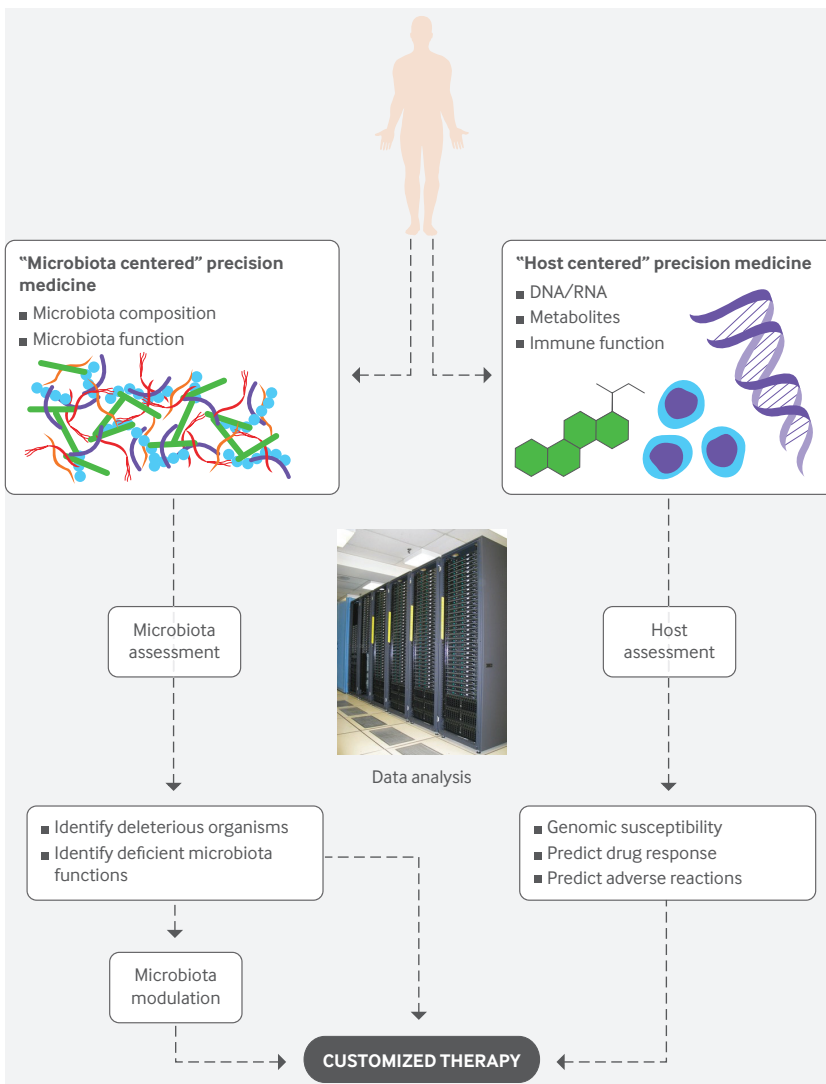 "Microbiota centered" precision
medicine
■ Microbiota composition
■ Microbiota function
"Host centered" precision medicine
■ DNA/RNA
■ Metabolites
■ Immune function
Microbiota
assessment
Host
assessment
Data analysis
■ Identify deleterious organisms
■ Identify deficient microbiota
functions
■ Genomic susceptibility
■ Predict drug response
■ Predict adverse reactions
Microbiota
modulation
CUSTOMIZED THERAPY